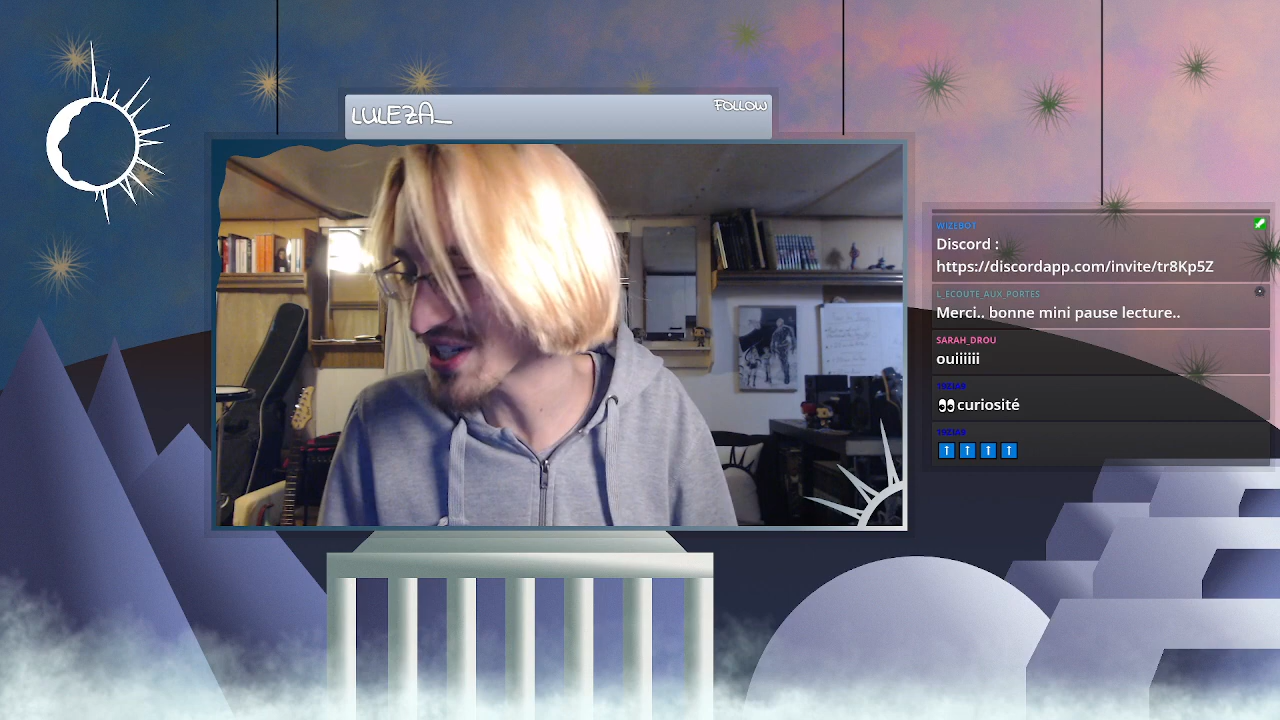 LULEZA_
FOLLOW
WIZEBOT
Discord :
https://discordapp.com/invite/tr8Kp5Z
L_ECOUTE_AUX_PORTES
Merci.. bonne mini pause lecture..
SARAH_DROU
ouiiiiii
👀curiosité
⬆⬆⬆⬆